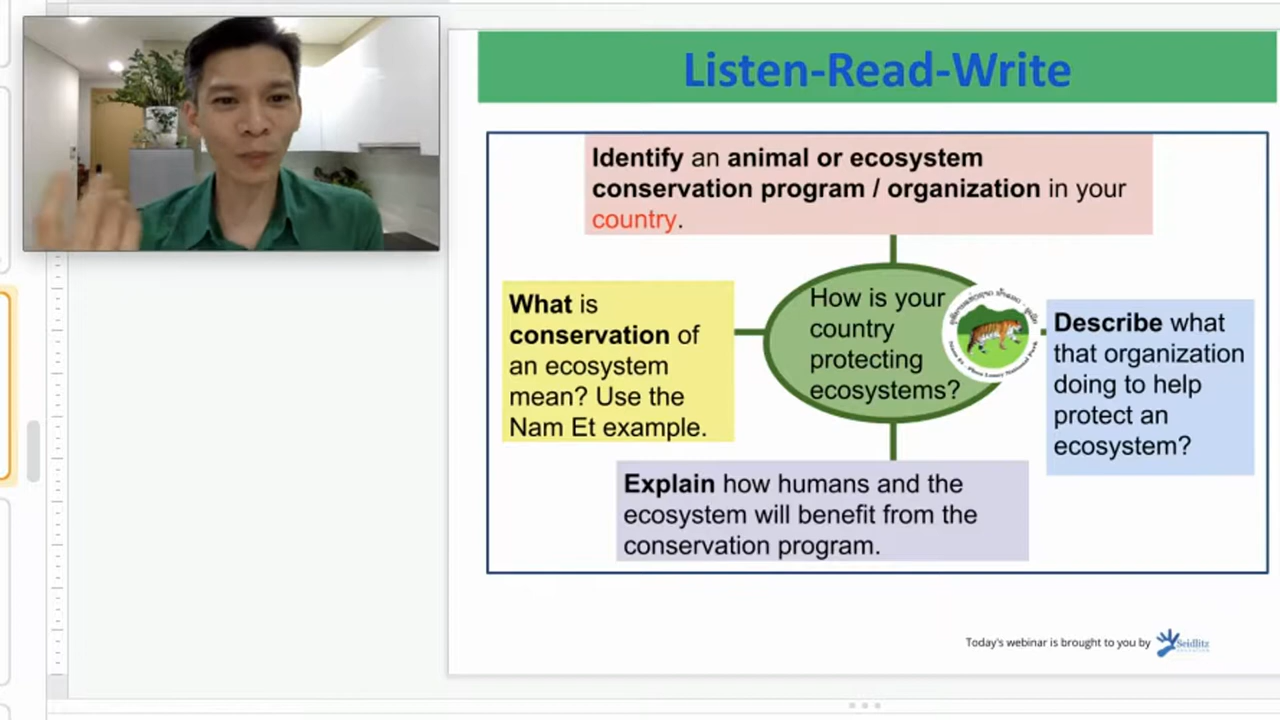 Listen-Read-Write
Identify an animal or ecosystem
conservation program / organization in your
country.
What is
conservation of
an ecosystem
mean? Use the
Nam Et example.
How is your
country
protecting
ecosystems?
Describe what
that organization
doing to help
protect an
ecosystem?
Explain how humans and the
ecosystem will benefit from the
conservation program.
Today's webinar is brought to you by
Seidlitz